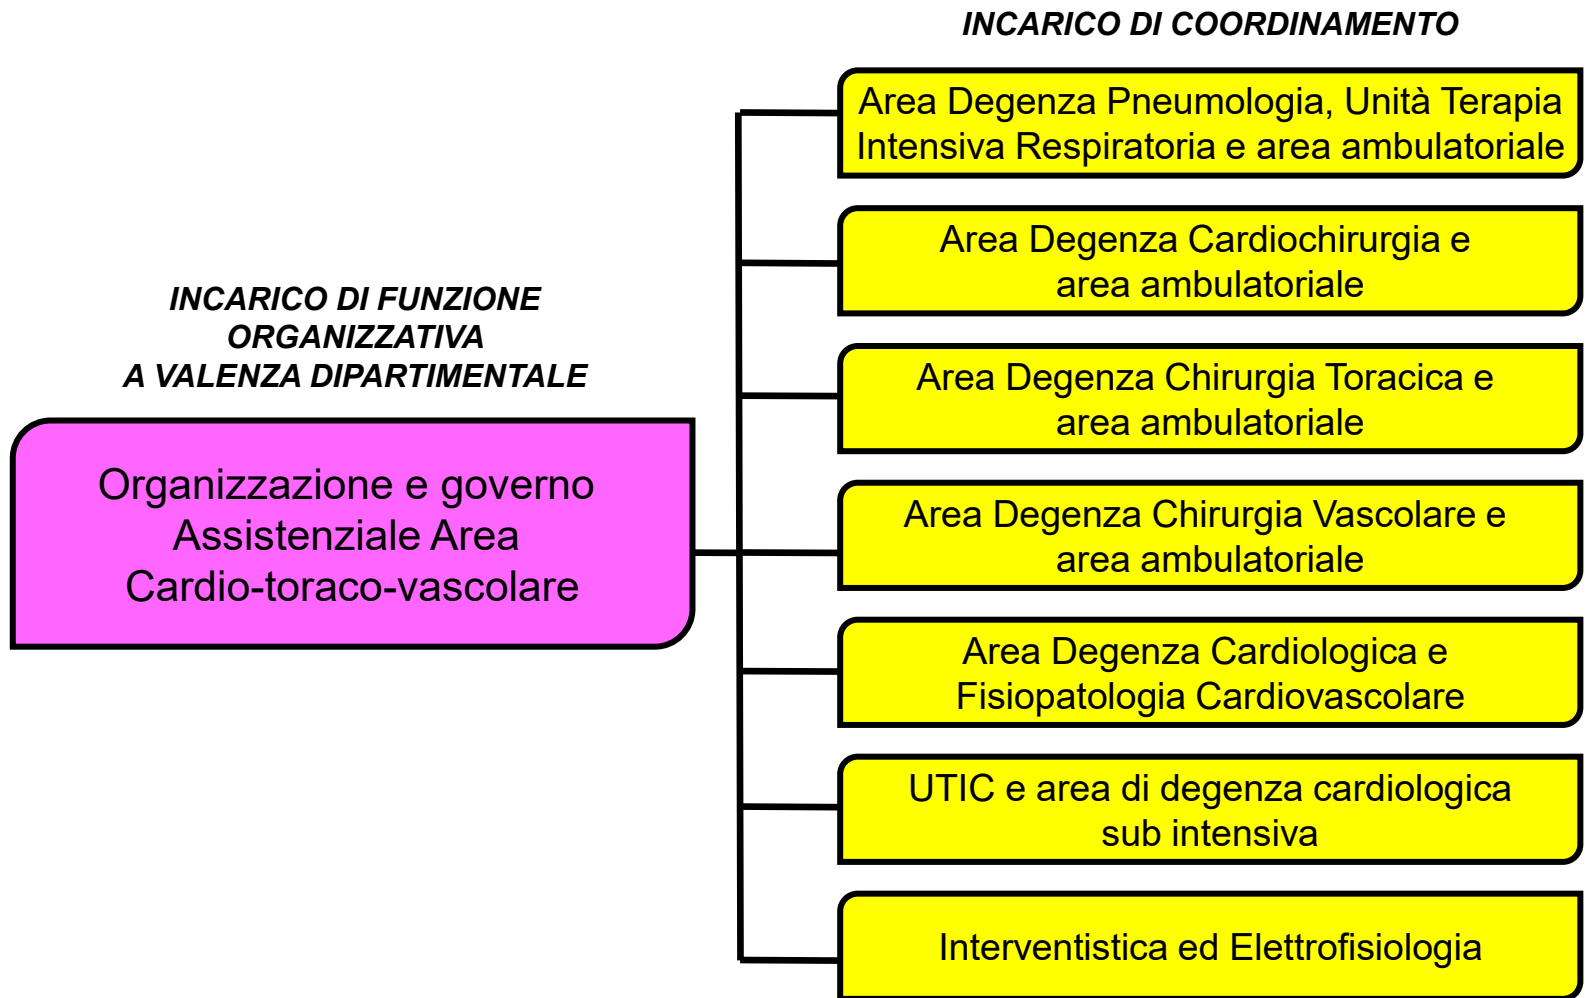 INCARICO DI COORDINAMENTO
Area Degenza Pneumologia, Unità Terapia
Intensiva Respiratoria e area ambulatoriale
Area Degenza Cardiochirurgia e
area ambulatoriale
INCARICO DI FUNZIONE
ORGANIZZATIVA
A VALENZA DIPARTIMENTALE
Organizzazione e governo
Assistenziale Area
Cardio-toraco-vascolare
Area Degenza Chirurgia Toracica e
area ambulatoriale
Area Degenza Chirurgia Vascolare e
area ambulatoriale
Area Degenza Cardiologica e
Fisiopatologia Cardiovascolare
UTIC e area di degenza cardiologica
sub intensiva
Interventistica ed Elettrofisiologia